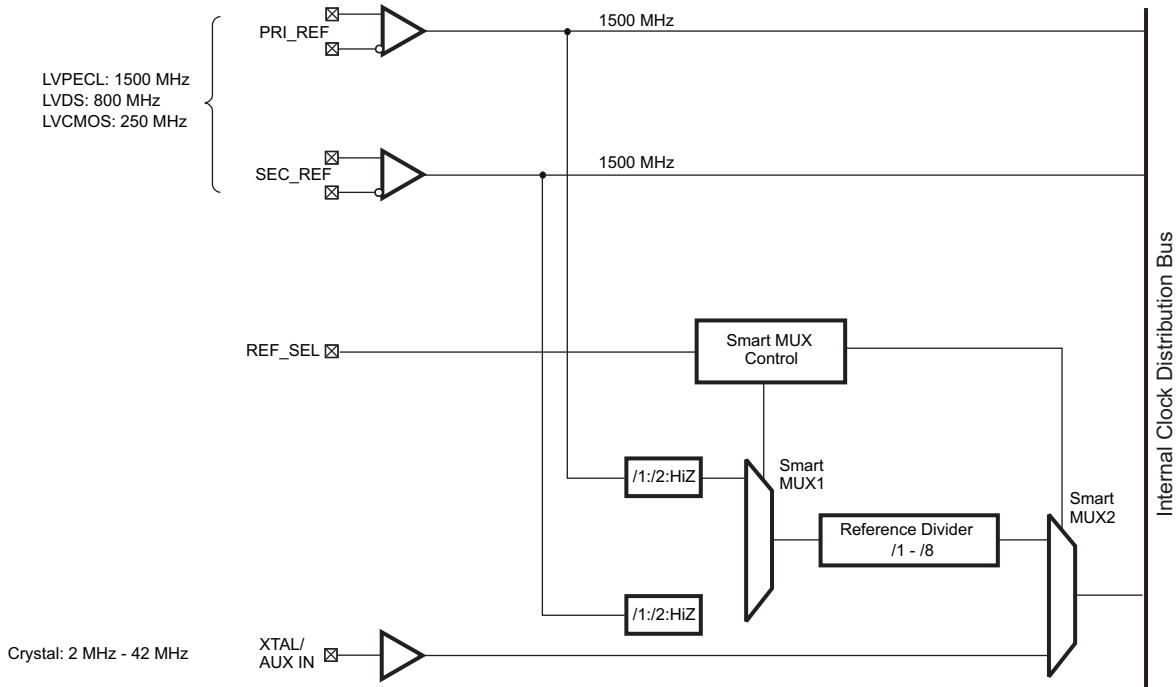 PRI_REF
1500 MHz
LVPECL: 1500 MHz
LVDS: 800 MHz
LVCMOS: 250 MHz
SEC_REF
1500 MHz
Internal Clock Distribution Bus
REF_SEL
Smart MUX
Control
/1:/2:HiZ
Smart
MUX1
Reference Divider
/1 - /8
Smart
MUX2
/1:/2:HiZ
Crystal: 2 MHz - 42 MHz
XTAL/
AUX IN